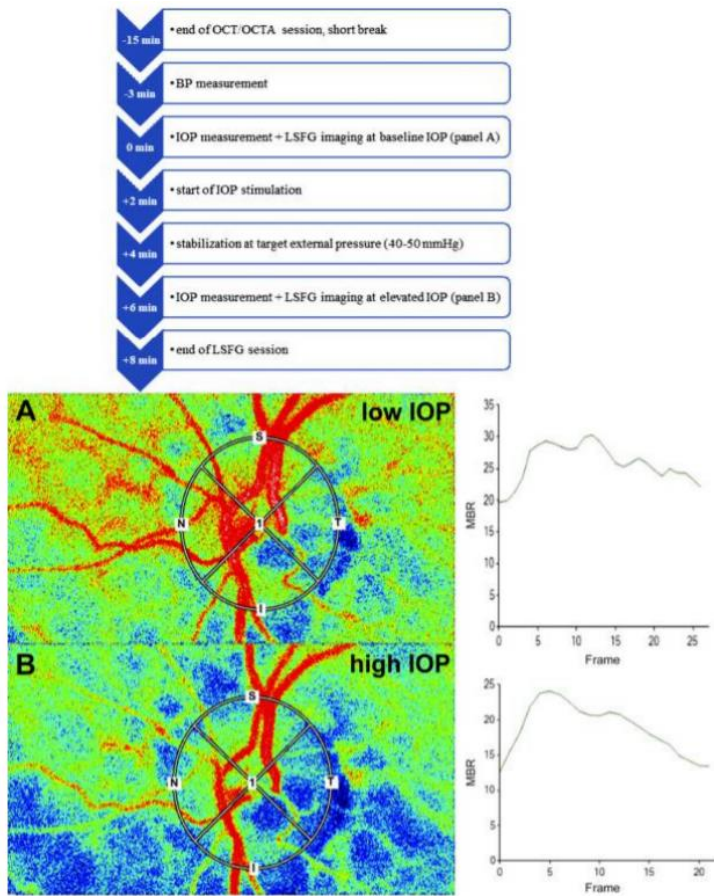 -15 min
• end of OCT/OCTA session, short break
-3 min
• BP measurement
0 min
• IOP measurement + LSFG imaging at baseline IOP (panel A)
+2 min
• start of IOP stimulation
+4 min
• stabilization at target external pressure (40-50 mmHg)
+6 min
• IOP measurement + LSFG imaging at elevated IOP (panel B)
+8 min
• end of LSFG session
A
low IOP
S
N
1
T
I
35
30
25
20
15
10
5
0
MBR
0 5 10 15 20 25
Frame
B
high IOP
S
N
1
T
I
25
20
15
10
5
0
MBR
0 5 10 15 20
Frame